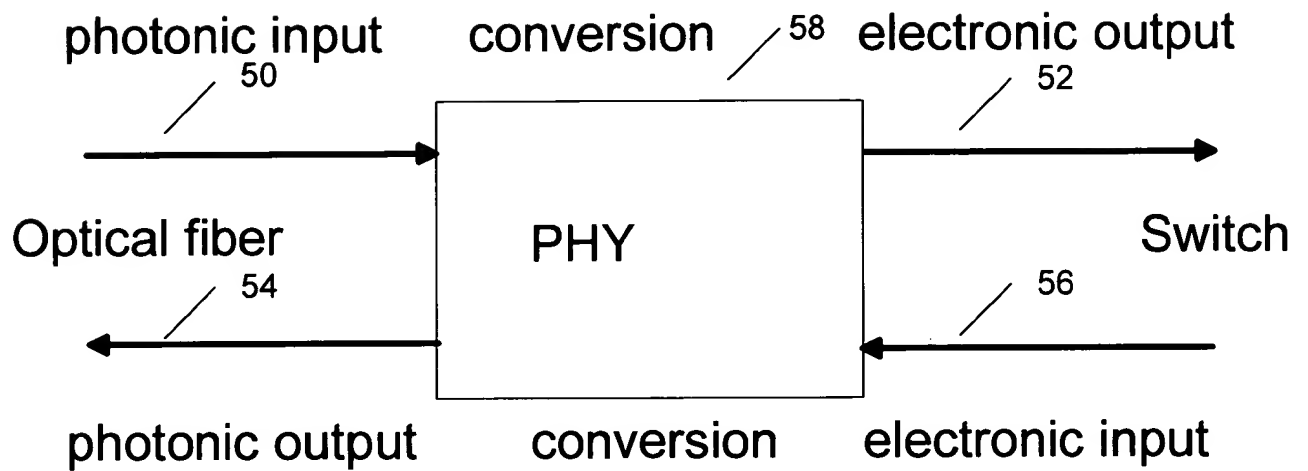 photonic input
conversion
58
electronic output
50
52
Optical fiber
PHY
Switch
54
56
photonic output
conversion
electronic input